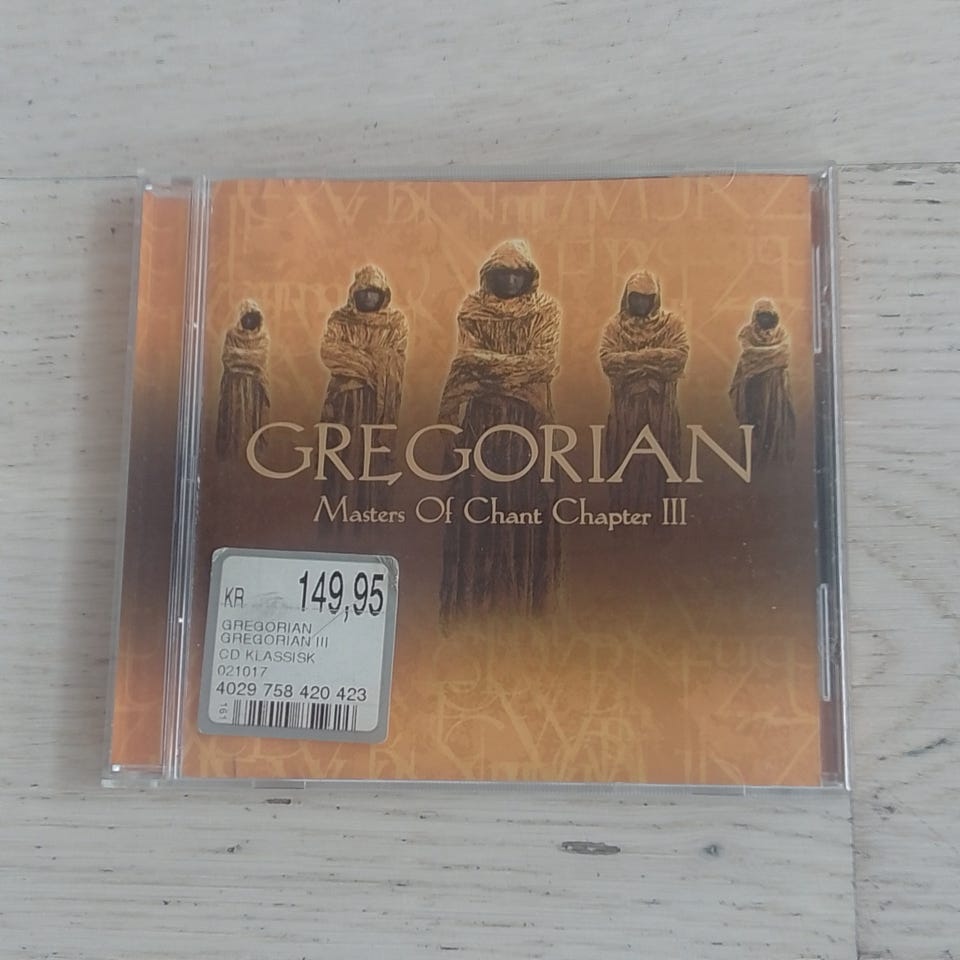 GREGORIAN
Masters Of Chant Chapter III
KR 149,95
GREGORIAN
GREGORIAN III
CD KLASSISK
021017
4029 758 420 423
161